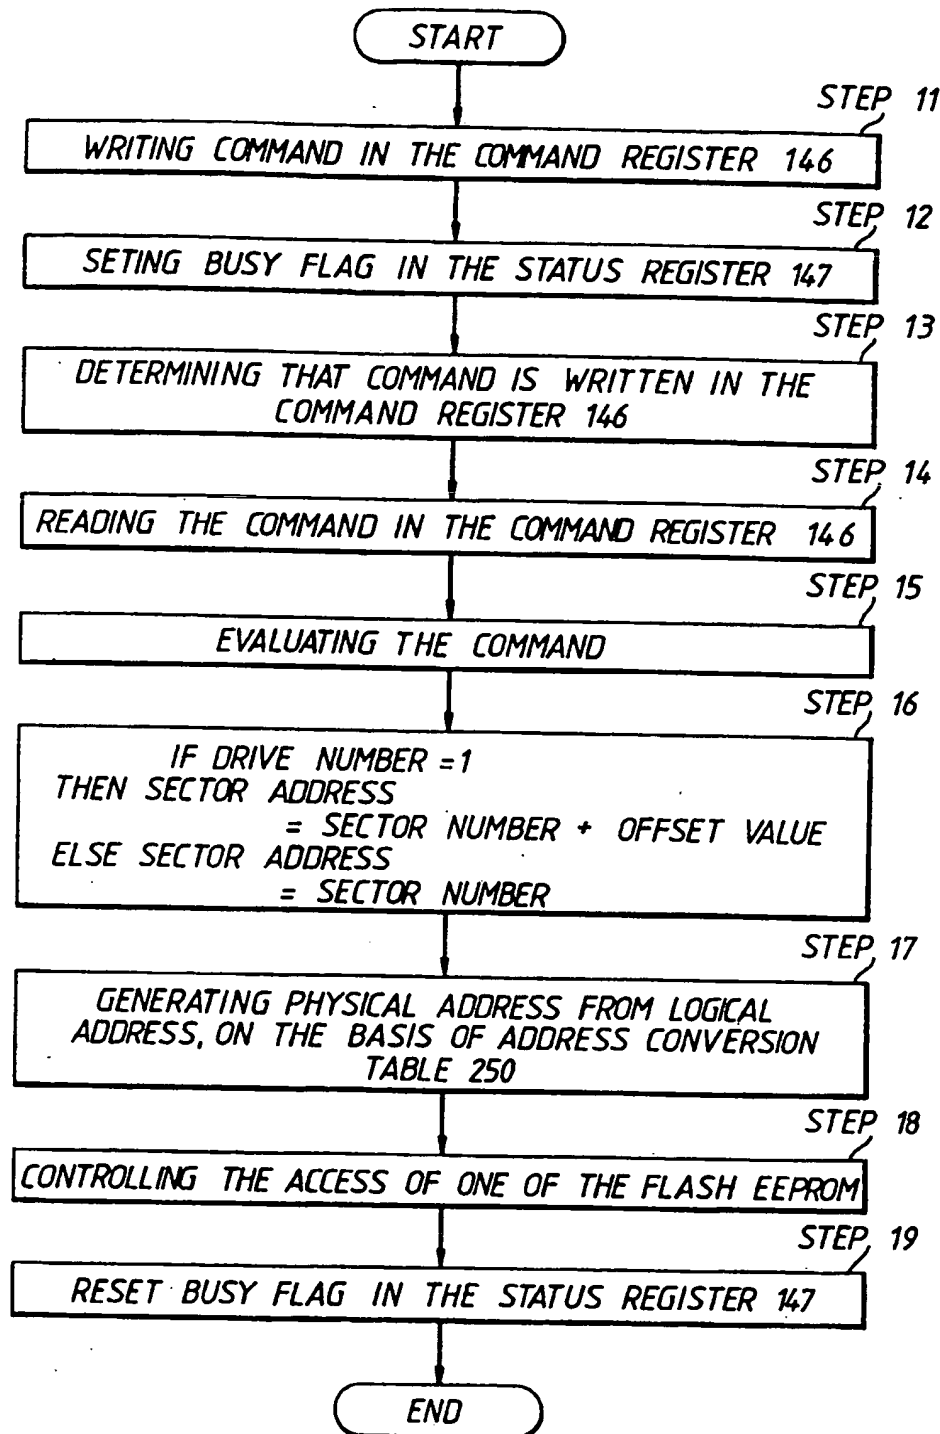 START
STEP 11
WRITING COMMAND IN THE COMMAND REGISTER 146
STEP 12
SETING BUSY FLAG IN THE STATUS REGISTER 147
STEP 13
DETERMINING THAT COMMAND IS WRITTEN IN THE
COMMAND REGISTER 146
STEP 14
READING THE COMMAND IN THE COMMAND REGISTER 146
STEP 15
EVALUATING THE COMMAND
STEP 16
IF DRIVE NUMBER =1
THEN SECTOR ADDRESS
= SECTOR NUMBER + OFFSET VALUE
ELSE SECTOR ADDRESS
= SECTOR NUMBER
STEP 17
GENERATING PHYSICAL ADDRESS FROM LOGICAL
ADDRESS, ON THE BASIS OF ADDRESS CONVERSION
TABLE 250
STEP 18
CONTROLLING THE ACCESS OF ONE OF THE FLASH EEPROM
STEP 19
RESET BUSY FLAG IN THE STATUS REGISTER 147
END